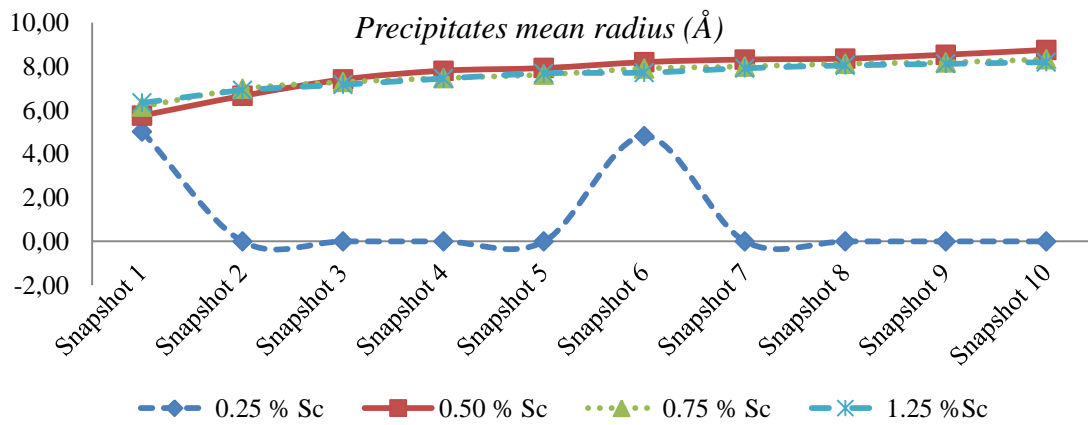 Precipitates mean radius (Å)
10,00
8,00
6,00
4,00
2,00
0,00
-2,00
Snapshot 1
Snapshot 2
Snapshot 3
Snapshot 4
Snapshot 5
Snapshot 6
Snapshot 7
Snapshot 8
Snapshot 9
Snapshot 10
0.25 % Sc
0.50 % Sc
0.75 % Sc
1.25 %Sc